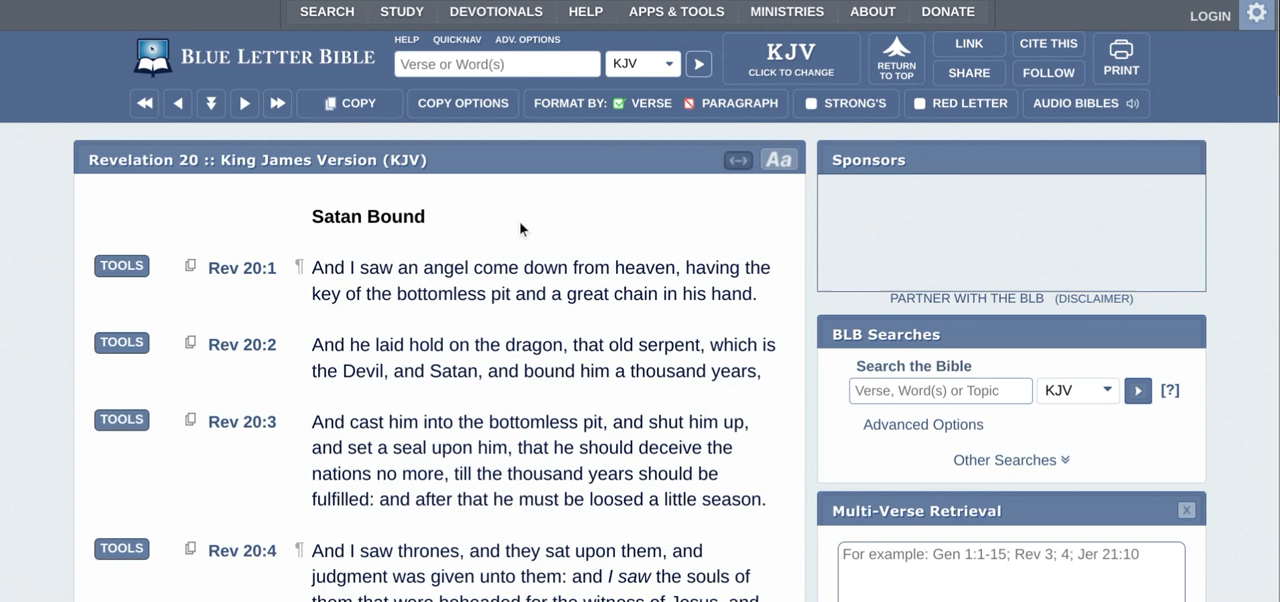 SEARCH STUDY DEVOTIONALS HELP APPS & TOOLS MINISTRIES ABOUT DONATE LOGIN
BLUE LETTER BIBLE
HELP QUICKNAV ADV. OPTIONS
Verse or Word(s) KJV
KJV
CLICK TO CHANGE
RETURN
TO TOP
LINK CITE THIS
SHARE FOLLOW
PRINT
COPY COPY OPTIONS FORMAT BY: VERSE PARAGRAPH STRONG'S RED LETTER AUDIO BIBLES
Revelation 20 :: King James Version (KJV) Aa
Satan Bound
TOOLS Rev 20:1 ¶ And I saw an angel come down from heaven, having the
key of the bottomless pit and a great chain in his hand.
TOOLS Rev 20:2 And he laid hold on the dragon, that old serpent, which is
the Devil, and Satan, and bound him a thousand years,
TOOLS Rev 20:3 And cast him into the bottomless pit, and shut him up,
and set a seal upon him, that he should deceive the
nations no more, till the thousand years should be
fulfilled: and after that he must be loosed a little season.
TOOLS Rev 20:4 ¶ And I saw thrones, and they sat upon them, and
judgment was given unto them: and I saw the souls of
them that were beheaded for the witness of Jesus, and
Sponsors
PARTNER WITH THE BLB (DISCLAIMER)
BLB Searches
Search the Bible
Verse, Word(s) or Topic KJV [?]
Advanced Options
Other Searches
Multi-Verse Retrieval X
For example: Gen 1:1-15; Rev 3; 4; Jer 21:10